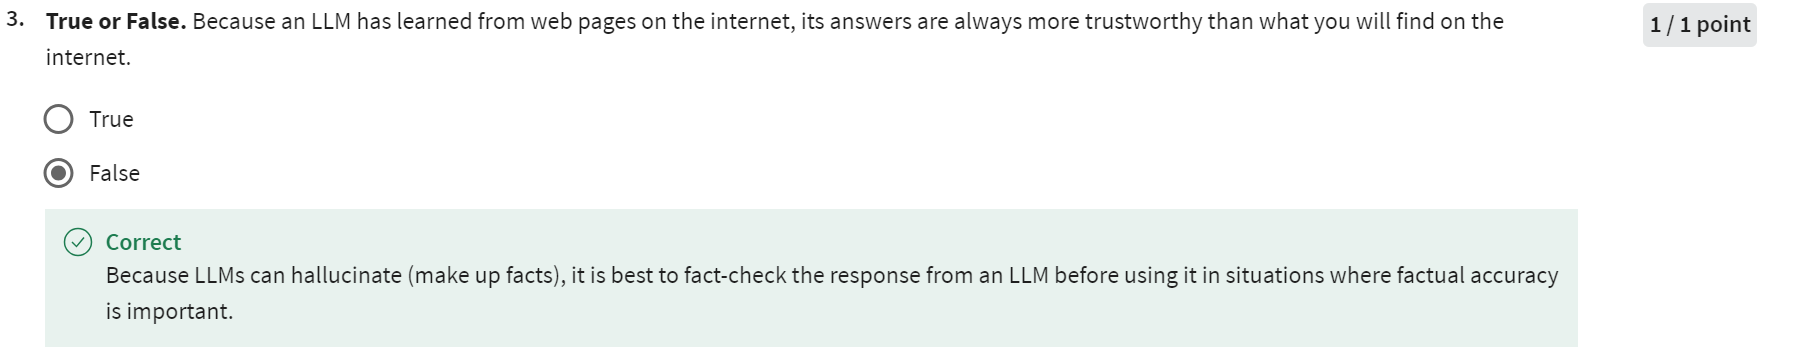 3. True or False. Because an LLM has learned from web pages on the internet, its answers are always more trustworthy than what you will find on the
internet.
1 / 1 point
True
False
Correct
Because LLMs can hallucinate (make up facts), it is best to fact-check the response from an LLM before using it in situations where factual accuracy
is important.